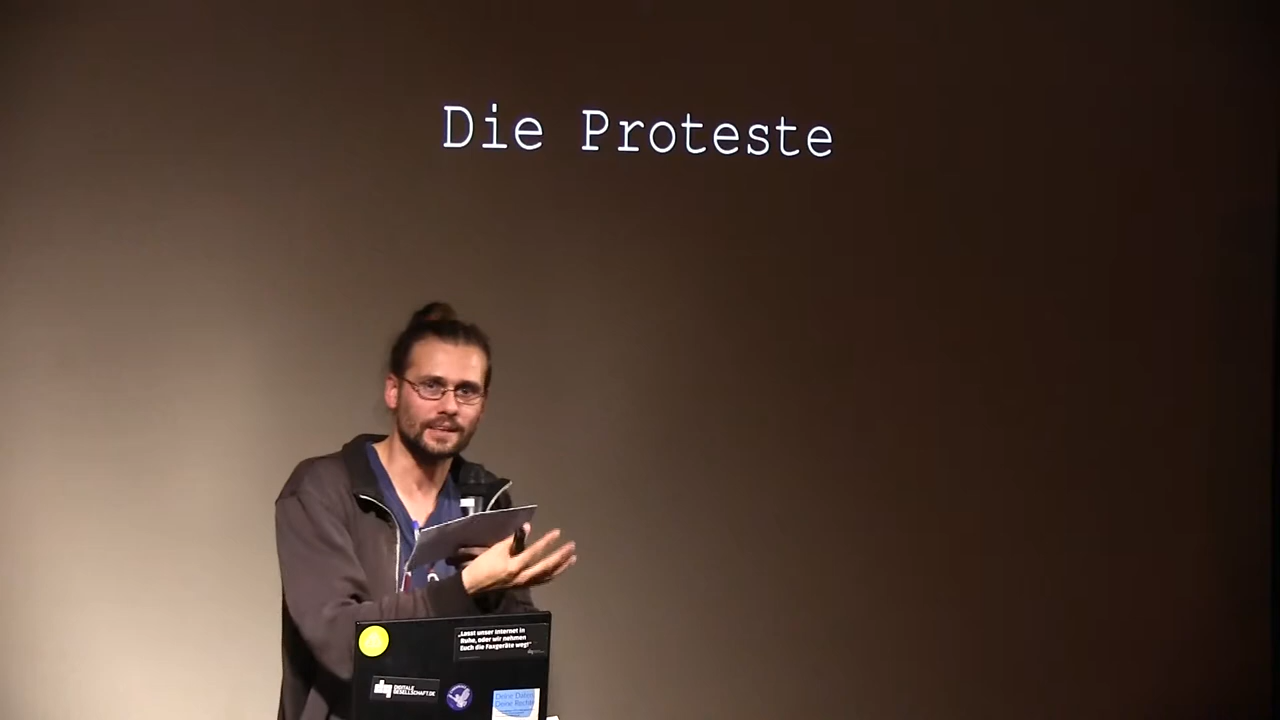 Die Proteste
„Lasst unser Internet in
Ruhe, oder wir nehmen
Euch die Faxgeräte weg!“
DIGITALE
GESELLSCHAFT.DE
Deine Daten
Deine Rechte